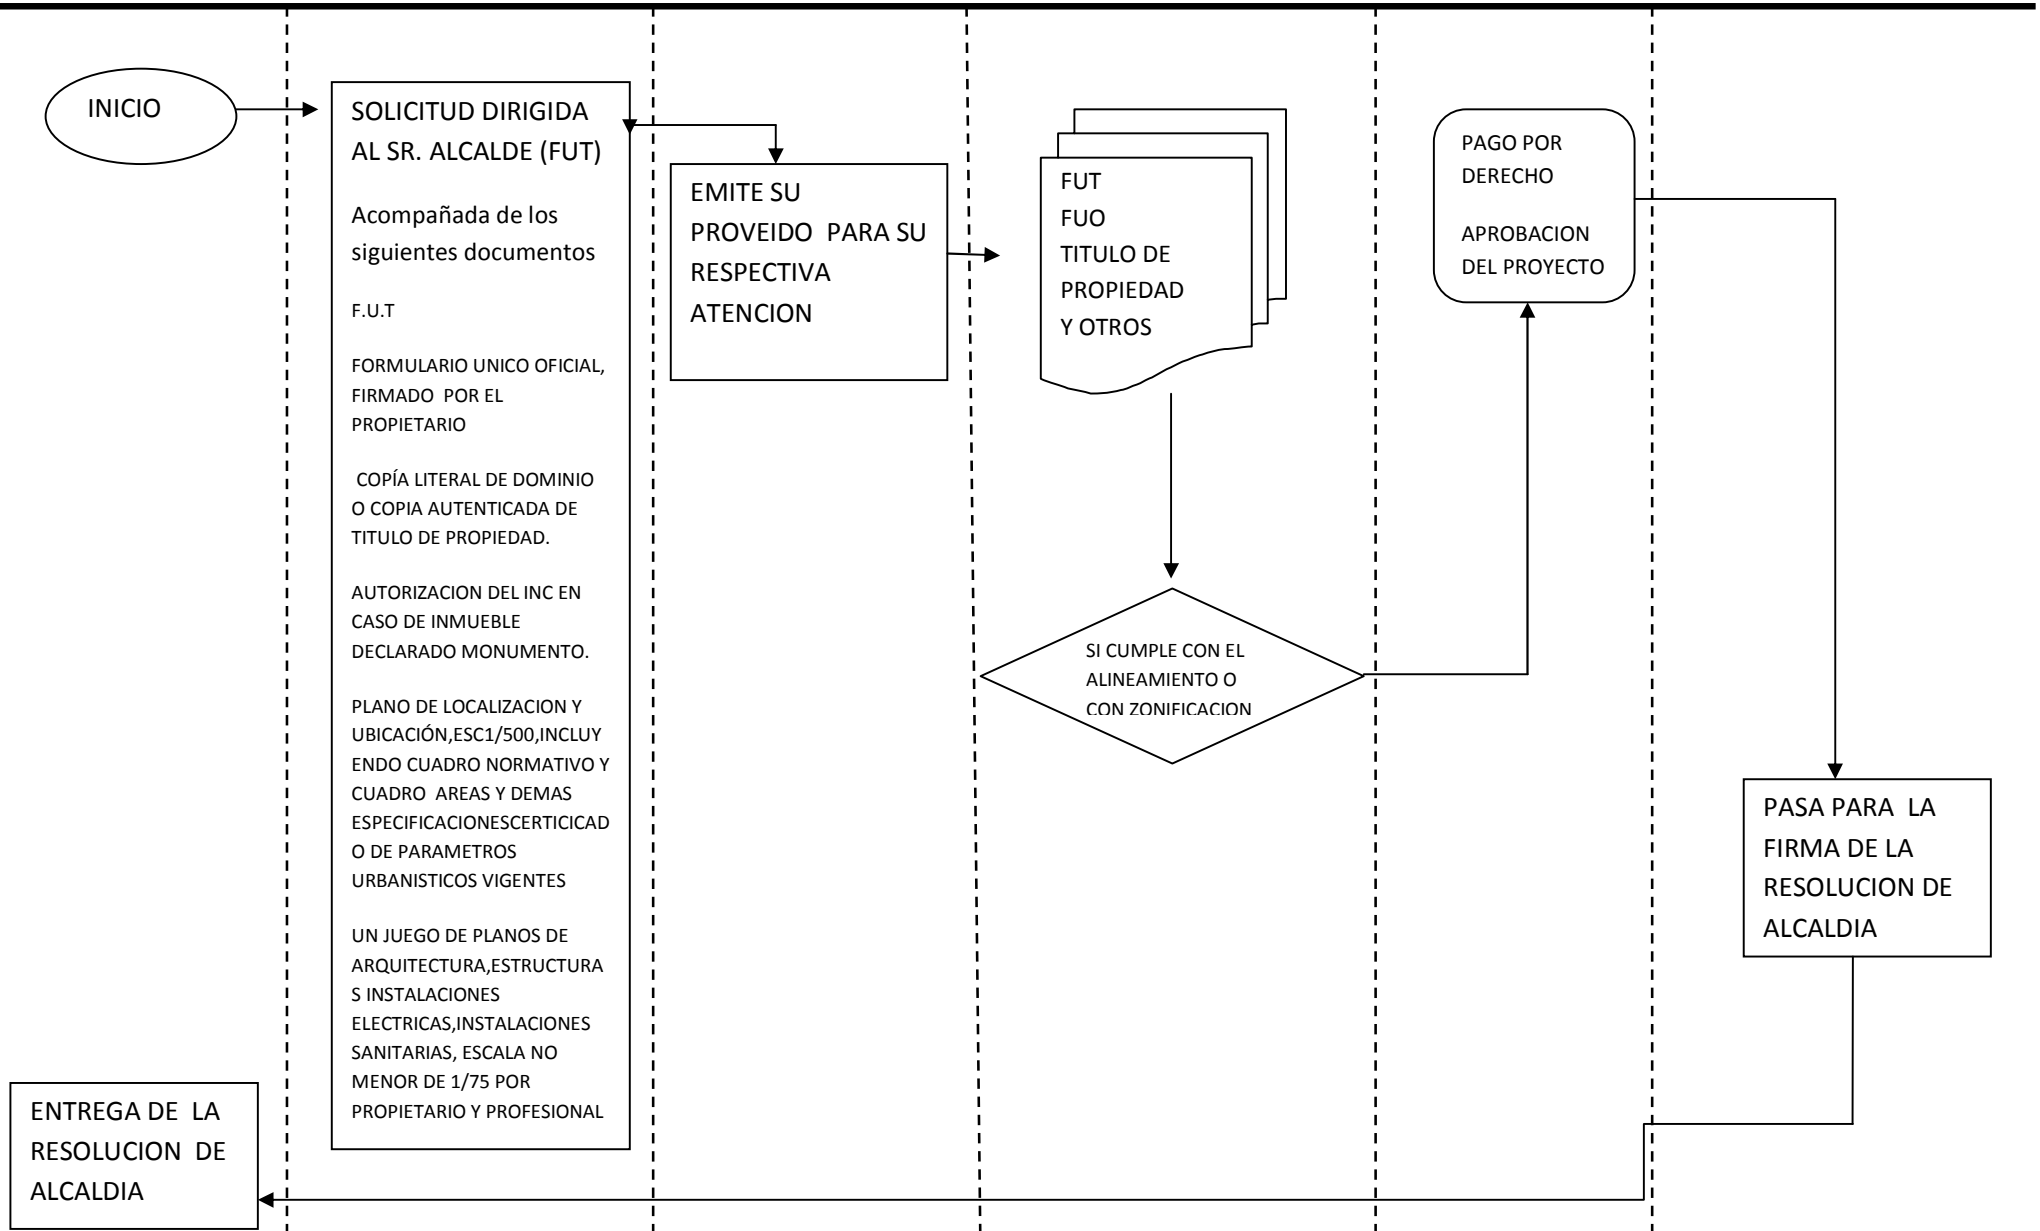 INICIO
SOLICITUD DIRIGIDA
AL SR. ALCALDE (FUT)
Acompañada de los
siguientes documentos
F.U.T
FORMULARIO UNICO OFICIAL,
FIRMADO POR EL
PROPIETARIO
COPÍA LITERAL DE DOMINIO
O COPIA AUTENTICADA DE
TITULO DE PROPIEDAD.
AUTORIZACION DEL INC EN
CASO DE INMUEBLE
DECLARADO MONUMENTO.
PLANO DE LOCALIZACION Y
UBICACIÓN,ESC1/500,INCLUY
ENDO CUADRO NORMATIVO Y
CUADRO AREAS Y DEMAS
ESPECIFICACIONESCERTICICAD
O DE PARAMETROS
URBANISTICOS VIGENTES
UN JUEGO DE PLANOS DE
ARQUITECTURA,ESTRUCTURA
S INSTALACIONES
ELECTRICAS,INSTALACIONES
SANITARIAS, ESCALA NO
MENOR DE 1/75 POR
PROPIETARIO Y PROFESIONAL
EMITE SU
PROVEIDO PARA SU
RESPECTIVA
ATENCION
FUT
FUO
TITULO DE
PROPIEDAD
Y OTROS
SI CUMPLE CON EL
ALINEAMIENTO O
CON ZONIFICACION
PAGO POR
DERECHO
APROBACION
DEL PROYECTO
PASA PARA LA
FIRMA DE LA
RESOLUCION DE
ALCALDIA
ENTREGA DE LA
RESOLUCION DE
ALCALDIA